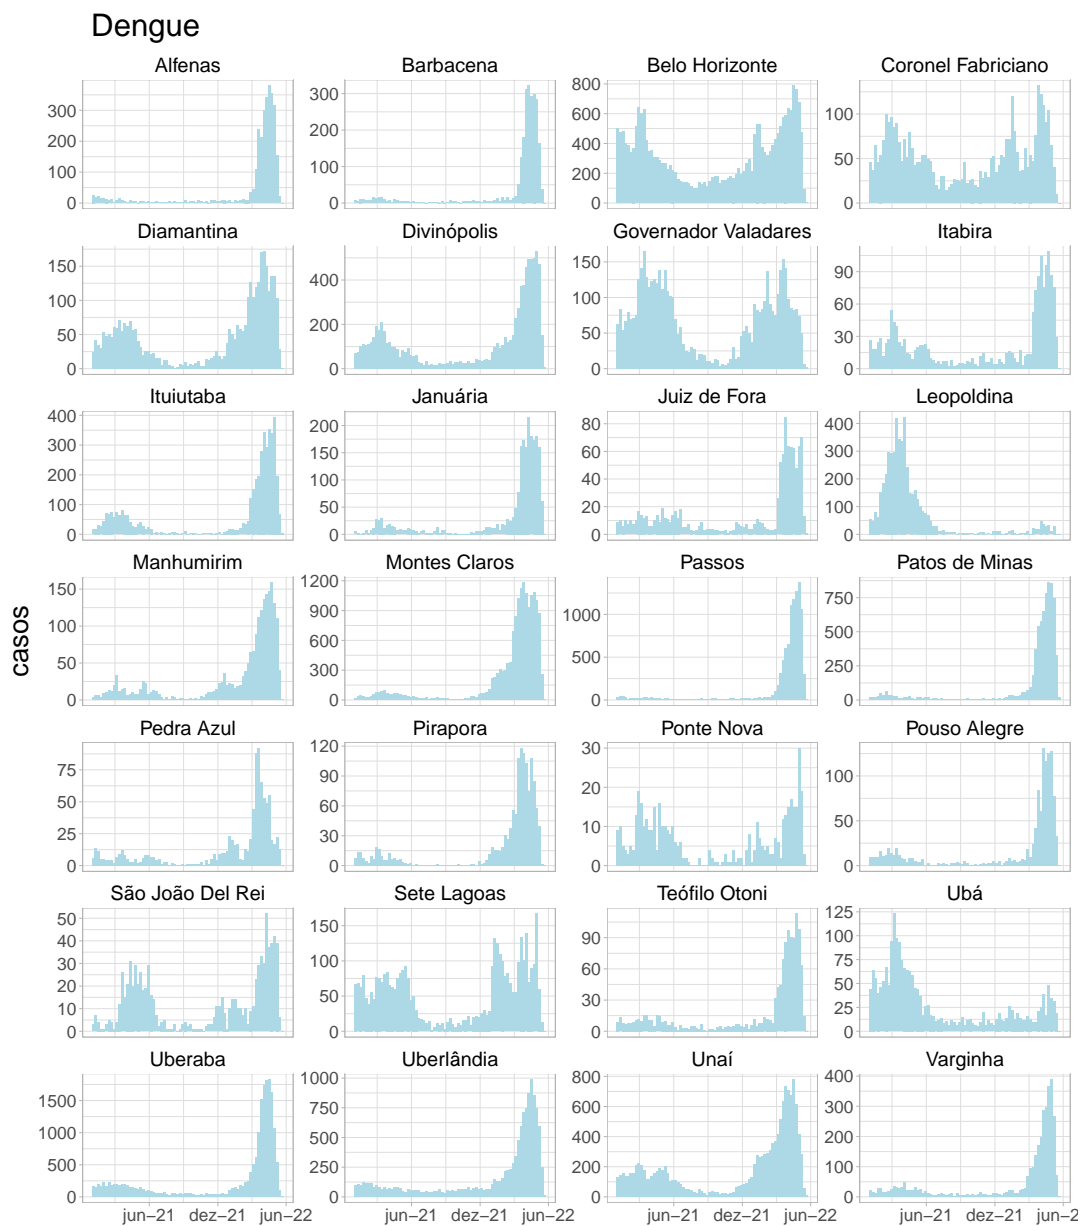 Dengue
Alfenas Barbacena Belo Horizonte Coronel Fabriciano
300 200 100 0
300 200 100 0
800 600 400 200 0
100 50 0
Diamantina Divinópolis Governador Valadares Itabira
150 100 50 0
400 200 0
150 100 50 0
90 60 30 0
Ituiutaba Januária Juiz de Fora Leopoldina
400 300 200 100 0
200 150 100 50 0
80 60 40 20 0
400 300 200 100 0
casos
Manhumirim Montes Claros Passos Patos de Minas
150 100 50 0
1200 900 600 300 0
1000 500 0
750 500 250 0
Pedra Azul Pirapora Ponte Nova Pouso Alegre
75 50 25 0
120 90 60 30 0
30 20 10 0
100 50 0
São João Del Rei Sete Lagoas Teófilo Otoni Ubá
50 40 30 20 10 0
150 100 50 0
90 60 30 0
125 100 75 50 25 0
Uberaba Uberlândia Unaí Varginha
1500 1000 500 0
1000 750 500 250 0
800 600 400 200 0
400 300 200 100 0
jun–21 dez–21 jun–22 jun–21 dez–21 jun–22 jun–21 dez–21 jun–22 jun–21 dez–21 jun–2